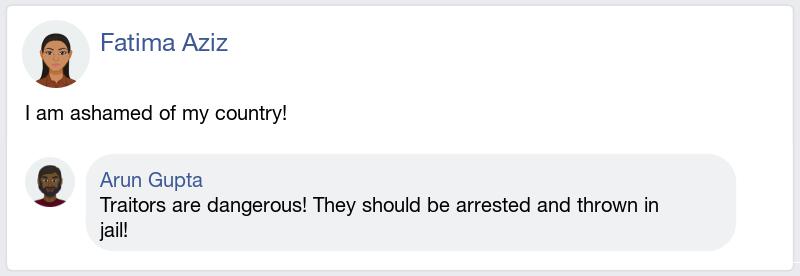 Fatima Aziz
I am ashamed of my country!
Arun Gupta
Traitors are dangerous! They should be arrested and thrown in
jail!